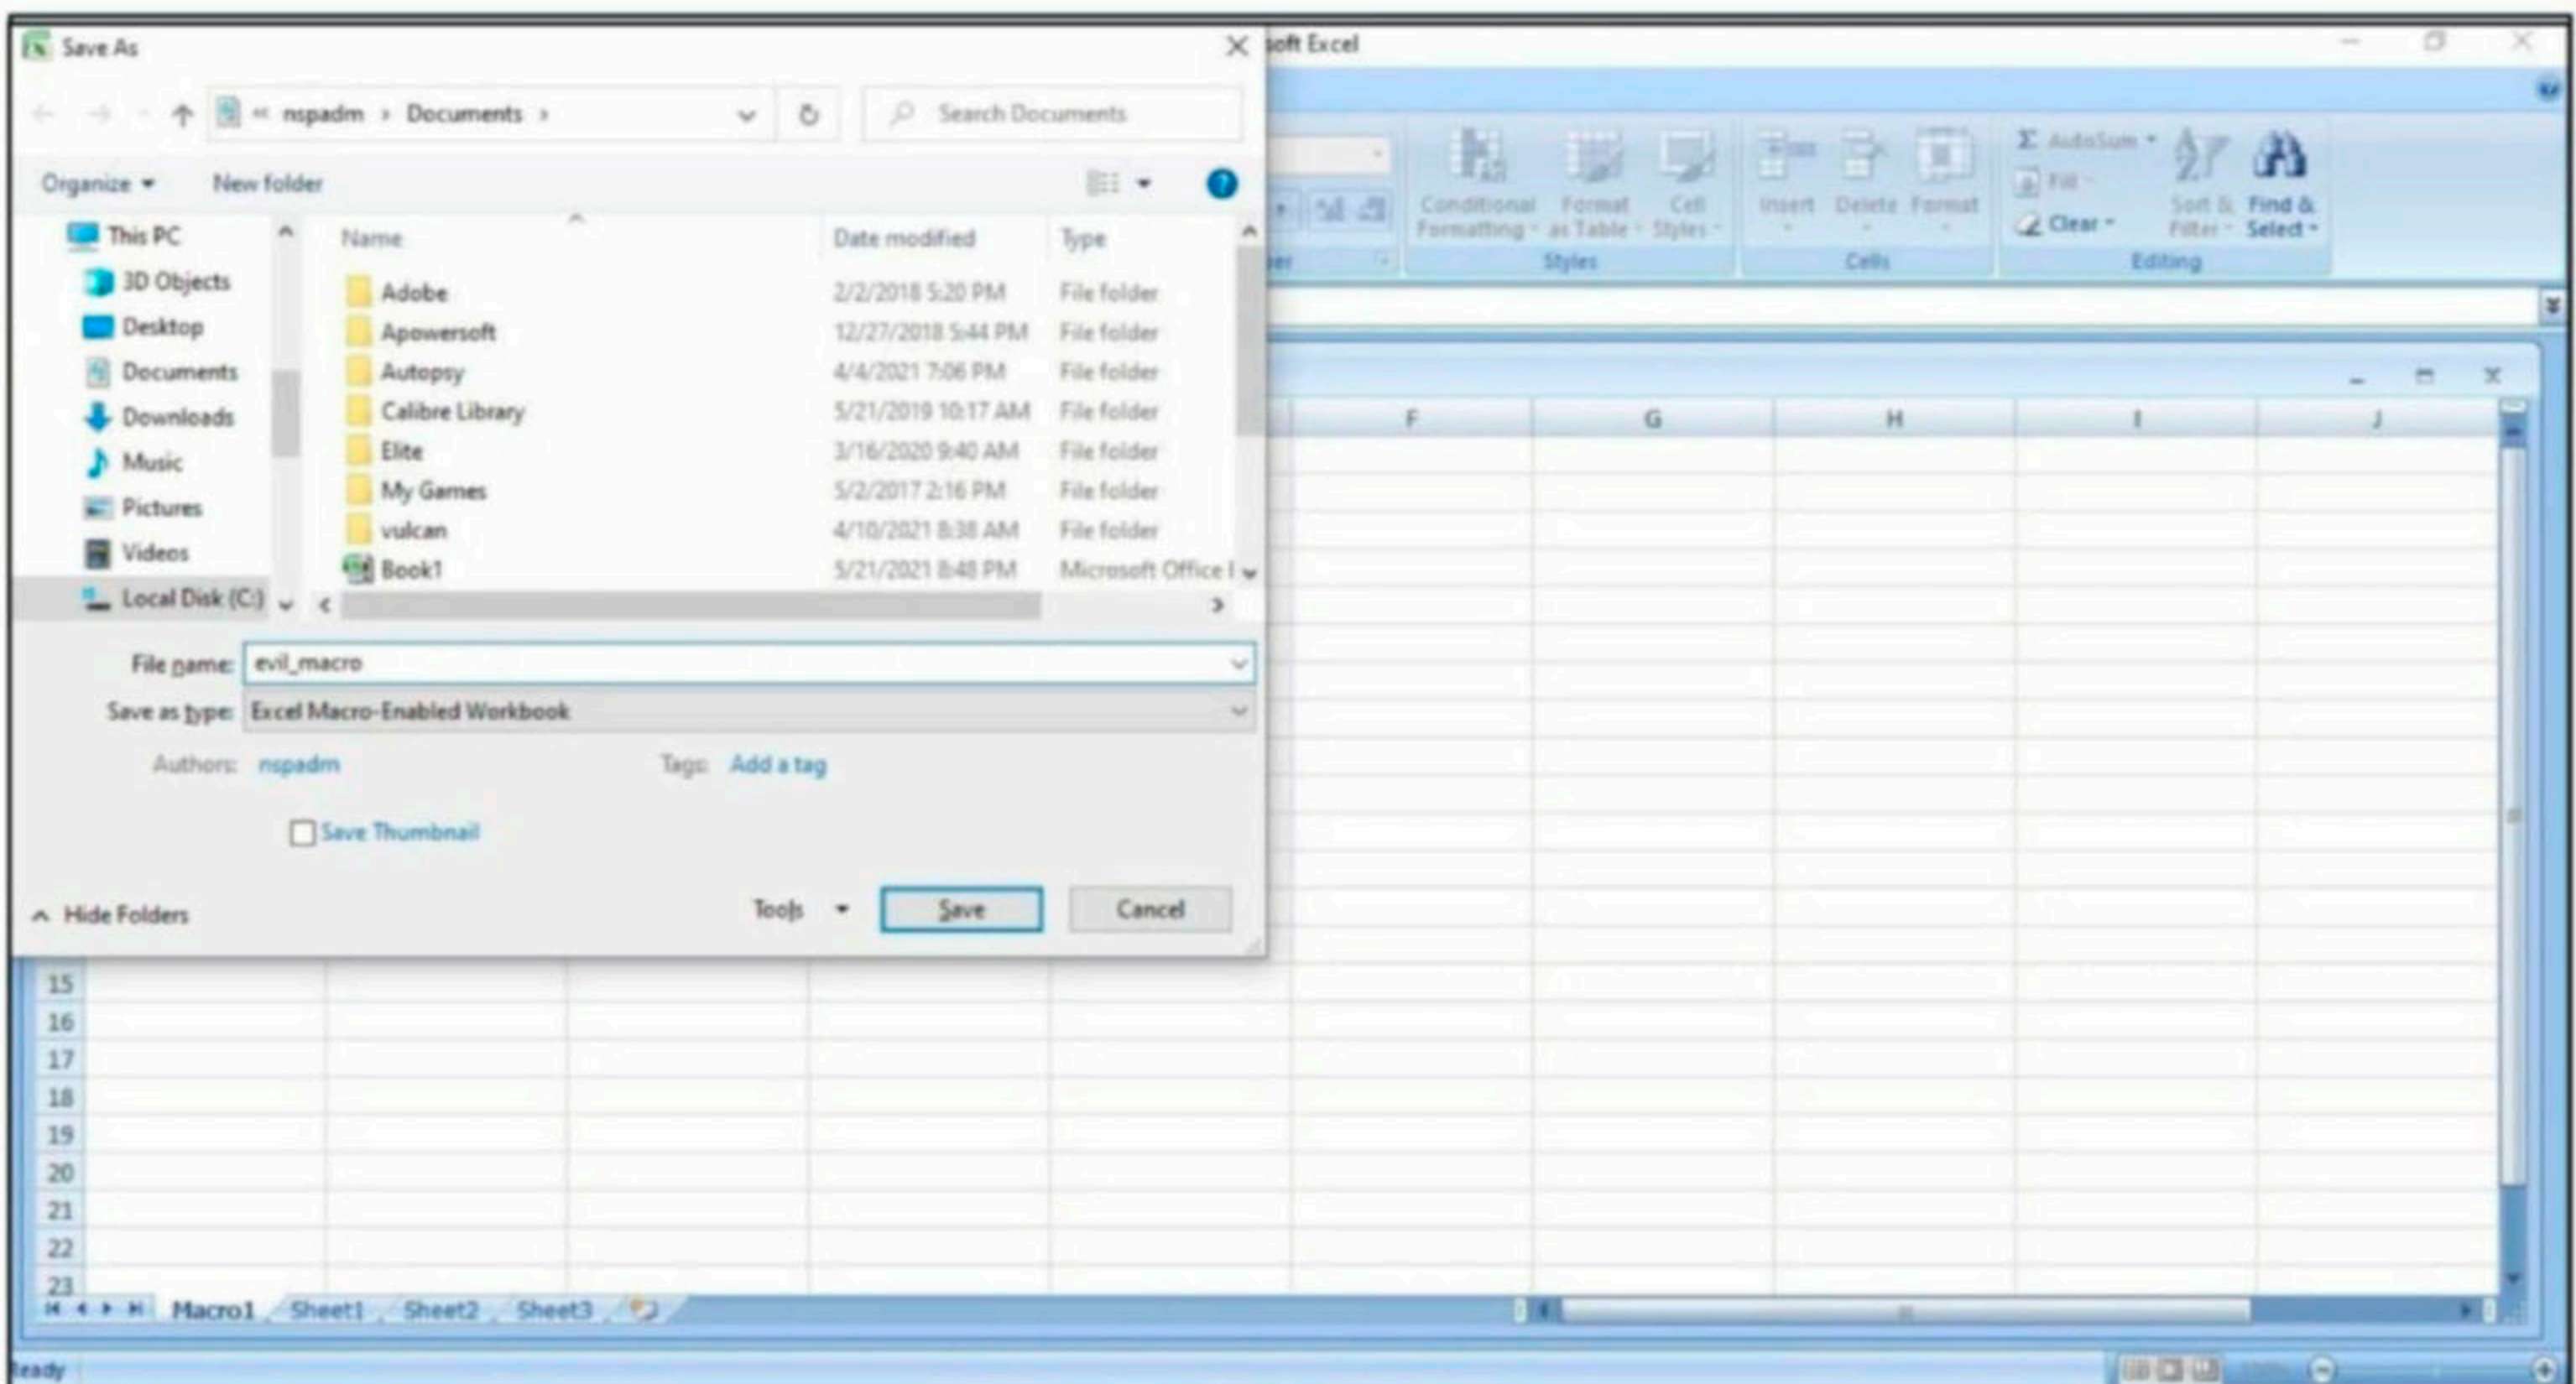 Save As
soft Excel
« nspadm › Documents ›
Search Documents
Organize
New folder
This PC
3D Objects
Desktop
Documents
Downloads
Music
Pictures
Videos
Local Disk (C:)
Name Date modified Type
Adobe 2/2/2018 5:20 PM File folder
Apowersoft 12/27/2018 5:44 PM File folder
Autopsy 4/4/2021 7:06 PM File folder
Calibre Library 5/21/2019 10:17 AM File folder
Elite 3/16/2020 9:40 AM File folder
My Games 5/2/2017 2:16 PM File folder
vulcan 4/10/2021 8:38 AM File folder
Book1 5/21/2021 8:48 PM Microsoft Office
File name: evil_macro
Save as type: Excel Macro-Enabled Workbook
Authors: nspadm Tags: Add a tag
Save Thumbnail
Hide Folders
Tools Save Cancel
Conditional Formatting
Format as Table
Cell Styles
Styles
Insert Delete Format
Cells
Σ AutoSum
Fill
Clear
Sort & Filter
Find & Select
Editing
F G H I J
15
16
17
18
19
20
21
22
23
Macro1 Sheet1 Sheet2 Sheet3